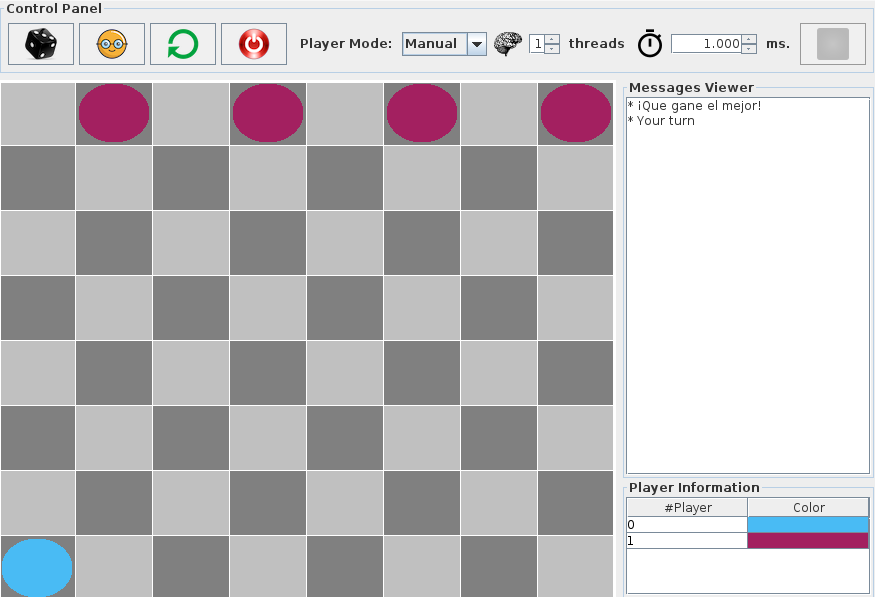 Control Panel
Player Mode: Manual 1 threads 1.000 ms.
Messages Viewer
* ¡Que gane el mejor!
* Your turn
Player Information
#Player Color
0
1